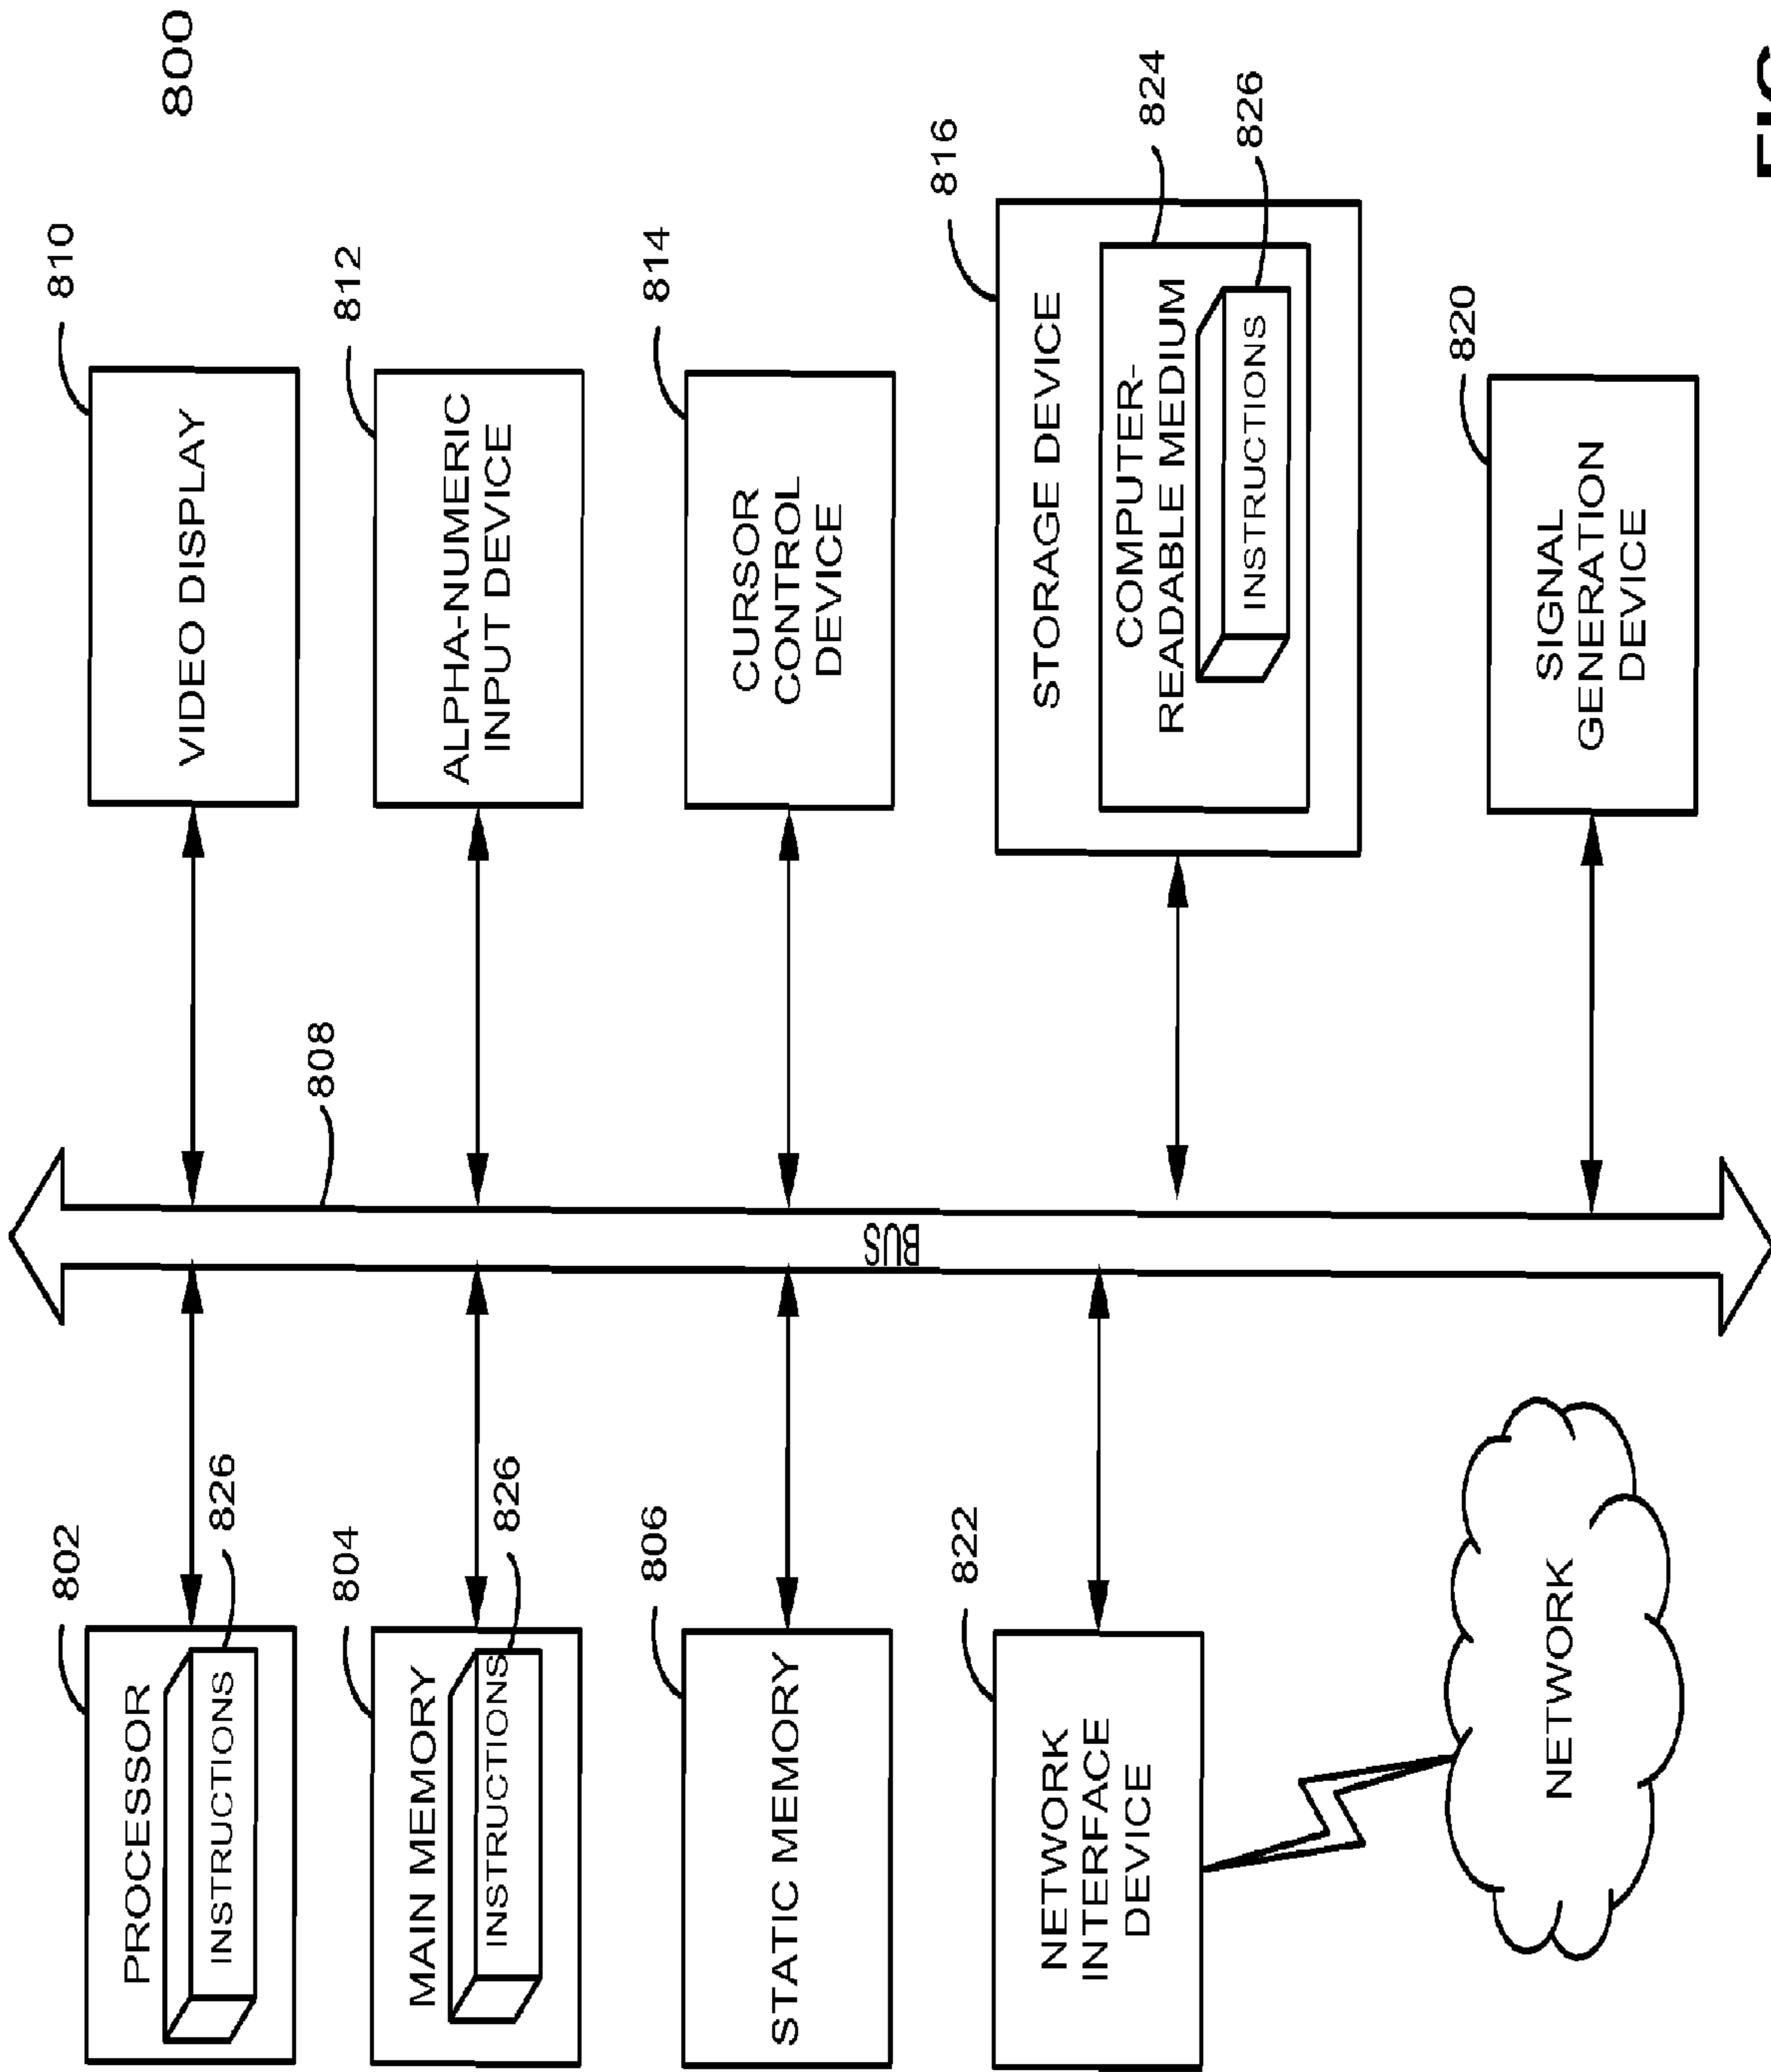 800
802
PROCESSOR
INSTRUCTIONS
826
804
MAIN MEMORY
INSTRUCTIONS
826
806
STATIC MEMORY
822
NETWORK
INTERFACE
DEVICE
NETWORK
808
BUS
810
VIDEO DISPLAY
812
ALPHA-NUMERIC
INPUT DEVICE
814
CURSOR
CONTROL
DEVICE
816
STORAGE DEVICE
824
COMPUTER-
READABLE MEDIUM
INSTRUCTIONS
826
820
SIGNAL
GENERATION
DEVICE